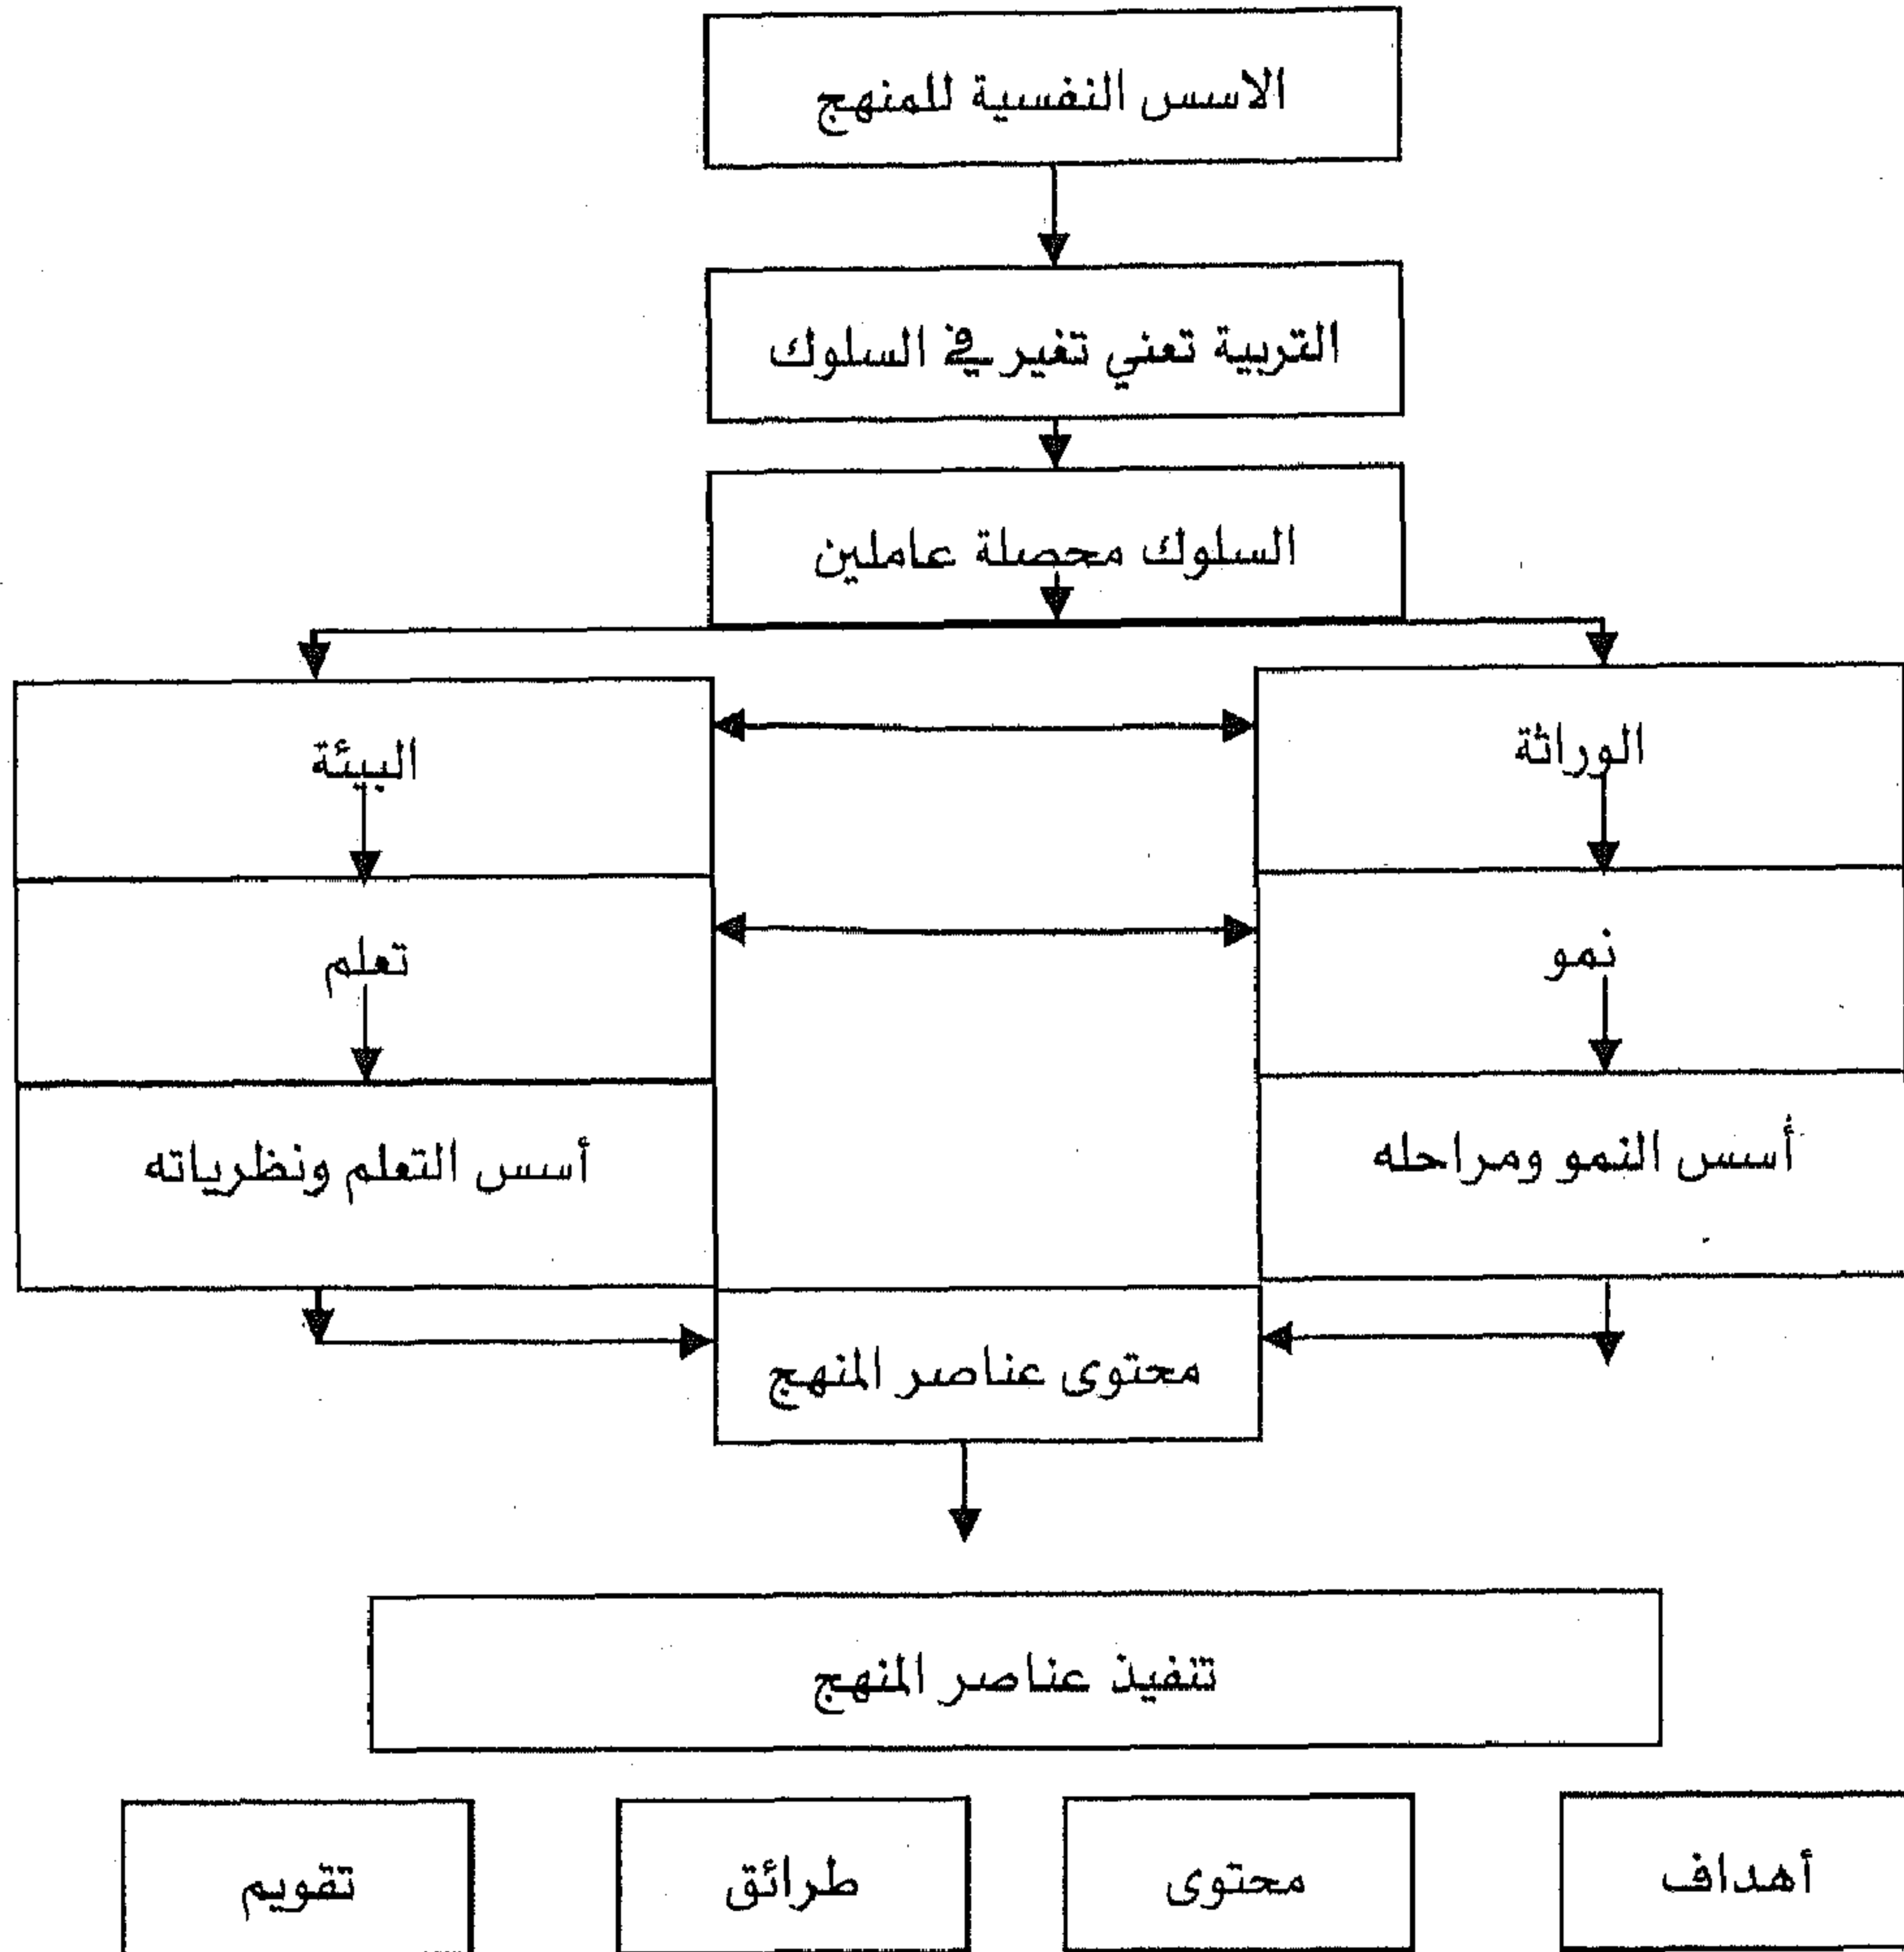 الاسس النفسية للمنهج
التربية تعني تغير في السلوك
السلوك محصلة عاملين
الوراثة
البيئة
نمو
تعلم
أسس النمو ومراحله
أسس التعلم ونظرياته
محتوى عناصر المنهج
تنفيذ عناصر المنهج
أهداف
محتوى
طرائق
تقويم